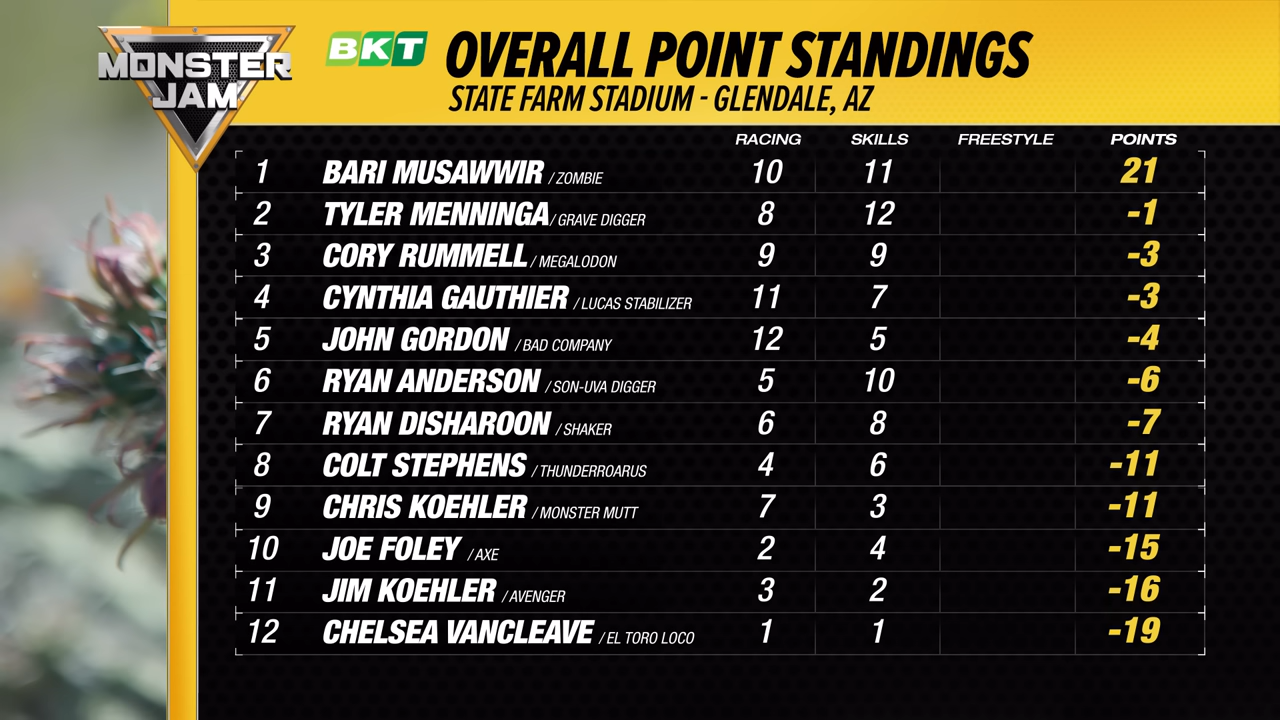 MONSTER
JAM
BKT
OVERALL POINT STANDINGS
STATE FARM STADIUM - GLENDALE, AZ
RACING SKILLS FREESTYLE POINTS
1 BARI MUSAWWIR / ZOMBIE 10 11 21
2 TYLER MENNINGA / GRAVE DIGGER 8 12 -1
3 CORY RUMMELL / MEGALODON 9 9 -3
4 CYNTHIA GAUTHIER / LUCAS STABILIZER 11 7 -3
5 JOHN GORDON / BAD COMPANY 12 5 -4
6 RYAN ANDERSON / SON-UVA DIGGER 5 10 -6
7 RYAN DISHAROON / SHAKER 6 8 -7
8 COLT STEPHENS / THUNDERROARUS 4 6 -11
9 CHRIS KOEHLER / MONSTER MUTT 7 3 -11
10 JOE FOLEY / AXE 2 4 -15
11 JIM KOEHLER / AVENGER 3 2 -16
12 CHELSEA VANCLEAVE / EL TORO LOCO 1 1 -19